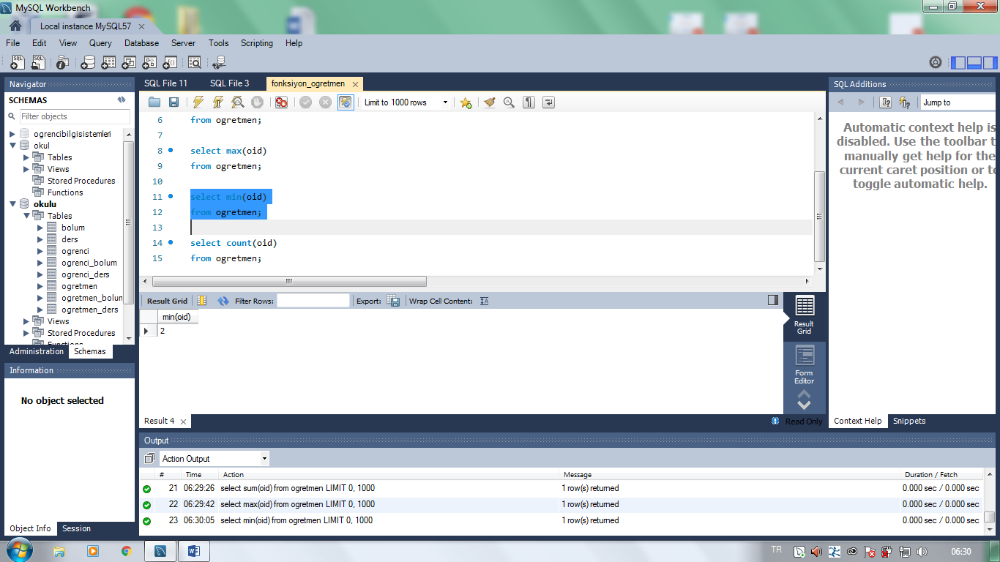 MySQL Workbench
Local instance MySQL57
File Edit View Query Database Server Tools Scripting Help
Navigator
SCHEMAS
Filter objects
ogrencibilgisistemleri
okul
Tables
Views
Stored Procedures
Functions
okulu
Tables
bolum
ders
ogrenci
ogrenci_bolum
ogrenci_ders
ogretmen
ogretmen_bolun
ogretmen_ders
Views
Stored Procedures
Functions
Administration Schemas
Information
No object selected
Object Info Session
SQL File 11 SQL File 3 fonksiyon_ogretmen
Limit to 1000 rows
6 from ogretmen;
7
8 select max(oid)
9 from ogretmen;
10
11 select min(oid)
12 from ogretmen;
13
14 select count(oid)
15 from ogretmen;
Result Grid Filter Rows: Export: Wrap Cell Content:
min(oid)
2
Result Grid
Form Editor
Result 4
Read Only
SQL Additions
Jump to
Automatic context help is
disabled. Use the toolbar t
manually get help for the
current caret position or to
toggle automatic help.
Context Help Snippets
Output
Action Output
# Time Action Message Duration / Fetch
21 06:29:26 select sum(oid) from ogretmen LIMIT 0, 1000 1 row(s) returned 0.000 sec / 0.000 sec
22 06:29:42 select max(oid) from ogretmen LIMIT 0, 1000 1 row(s) returned 0.000 sec / 0.000 sec
23 06:30:05 select min(oid) from ogretmen LIMIT 0, 1000 1 row(s) returned 0.000 sec / 0.000 sec
TR
06:30